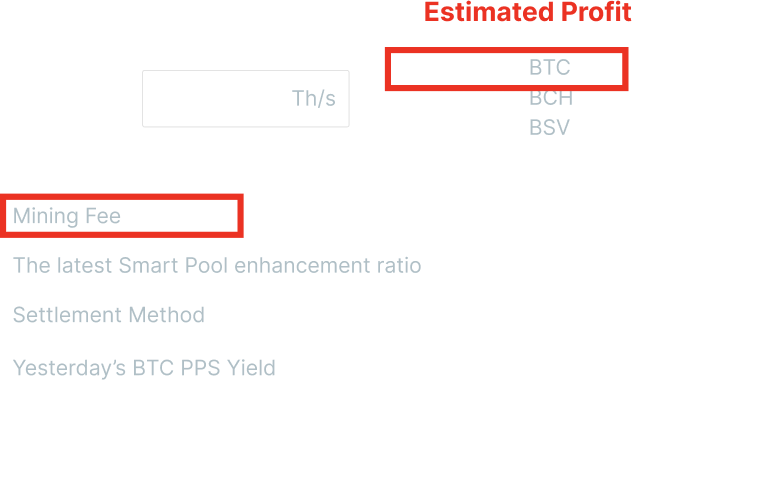 Estimated Profit
BTC
Th/s
BCH
BSV
Mining Fee
The latest Smart Pool enhancement ratio
Settlement Method
Yesterday’s BTC PPS Yield